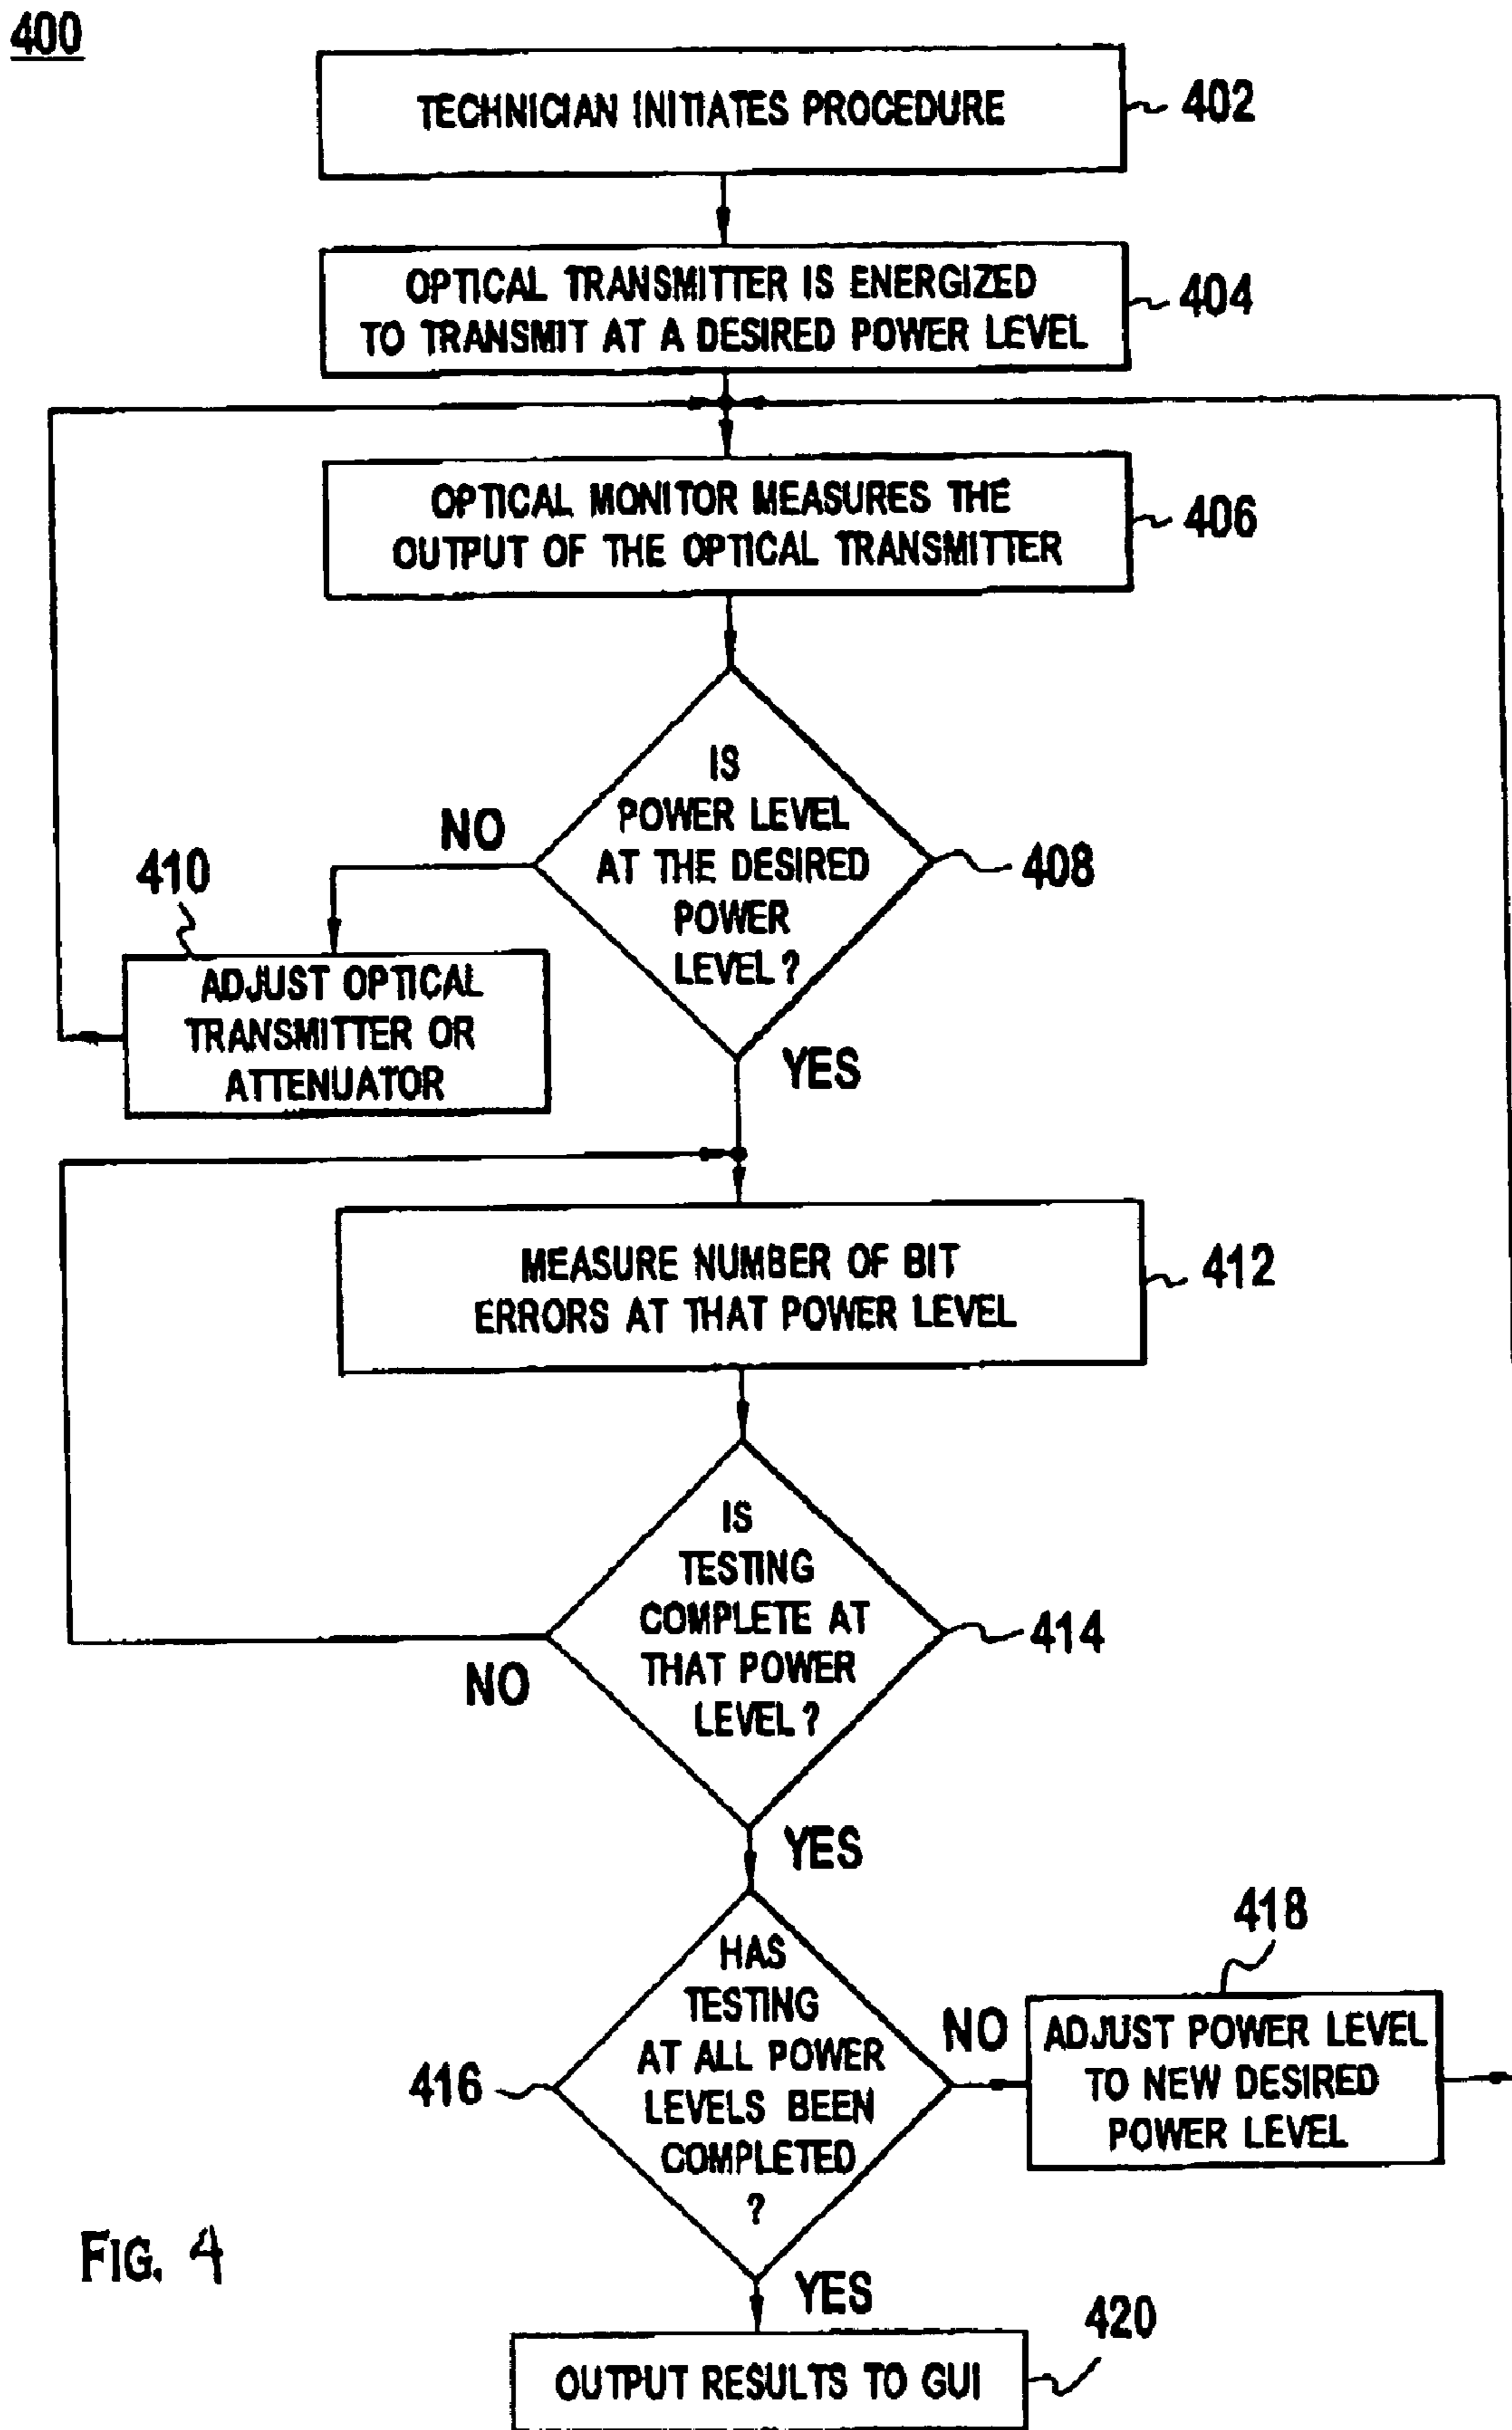 400
TECHNICIAN INITIATES PROCEDURE
402
OPTICAL TRANSMITTER IS ENERGIZED
TO TRANSMIT AT A DESIRED POWER LEVEL
404
OPTICAL MONITOR MEASURES THE
OUTPUT OF THE OPTICAL TRANSMITTER
406
IS
POWER LEVEL
AT THE DESIRED
POWER
LEVEL?
408
NO
410
ADJUST OPTICAL
TRANSMITTER OR
ATTENUATOR
YES
MEASURE NUMBER OF BIT
ERRORS AT THAT POWER LEVEL
412
IS
TESTING
COMPLETE AT
THAT POWER
LEVEL?
414
NO
YES
HAS
TESTING
AT ALL POWER
LEVELS BEEN
COMPLETED
?
416
NO
418
ADJUST POWER LEVEL
TO NEW DESIRED
POWER LEVEL
YES
OUTPUT RESULTS TO GUI
420
FIG. 4